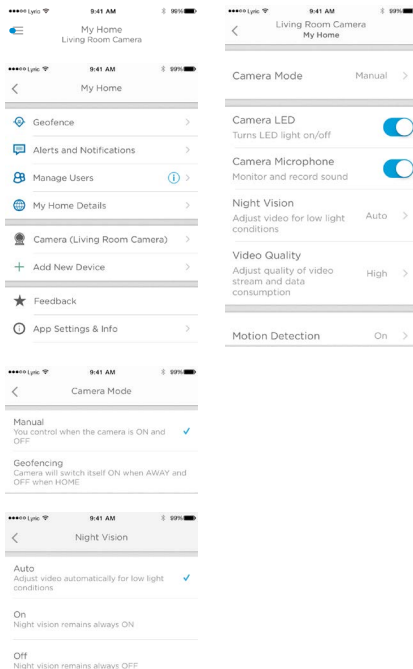 ●●●○○ Lyric 9:41 AM 99%
My Home
Living Room Camera
●●●○○ Lyric 9:41 AM 99%
My Home
Geofence
Alerts and Notifications
Manage Users
My Home Details
Camera (Living Room Camera)
+ Add New Device
Feedback
App Settings & Info
●●●○○ Lyric 9:41 AM 99%
Camera Mode
Manual
You control when the camera is ON and
OFF
Geofencing
Camera will switch itself ON when AWAY and
OFF when HOME
●●●○○ Lyric 9:41 AM 99%
Night Vision
Auto
Adjust video automatically for low light
conditions
On
Night vision remains always ON
Off
Night vision remains always OFF
●●●○○ Lyric 9:41 AM 99%
Living Room Camera
My Home
Camera Mode Manual
Camera LED
Turns LED light on/off
Camera Microphone
Monitor and record sound
Night Vision
Adjust video for low light Auto
conditions
Video Quality
Adjust quality of video
stream and data High
consumption
Motion Detection On